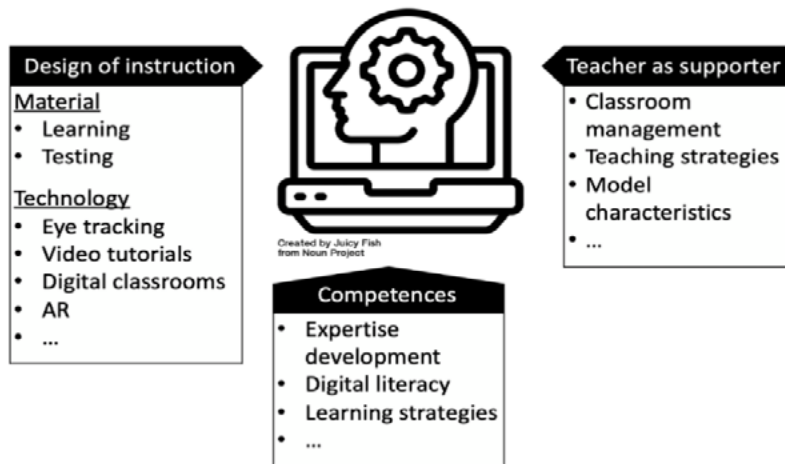 Design of instruction
Material
• Learning
• Testing
Technology
• Eye tracking
• Video tutorials
• Digital classrooms
• AR
• ...
Created by Juicy Fish
from Noun Project
Competences
• Expertise
development
• Digital literacy
• Learning strategies
• ...
Teacher as supporter
• Classroom
management
• Teaching strategies
• Model
characteristics
• ...